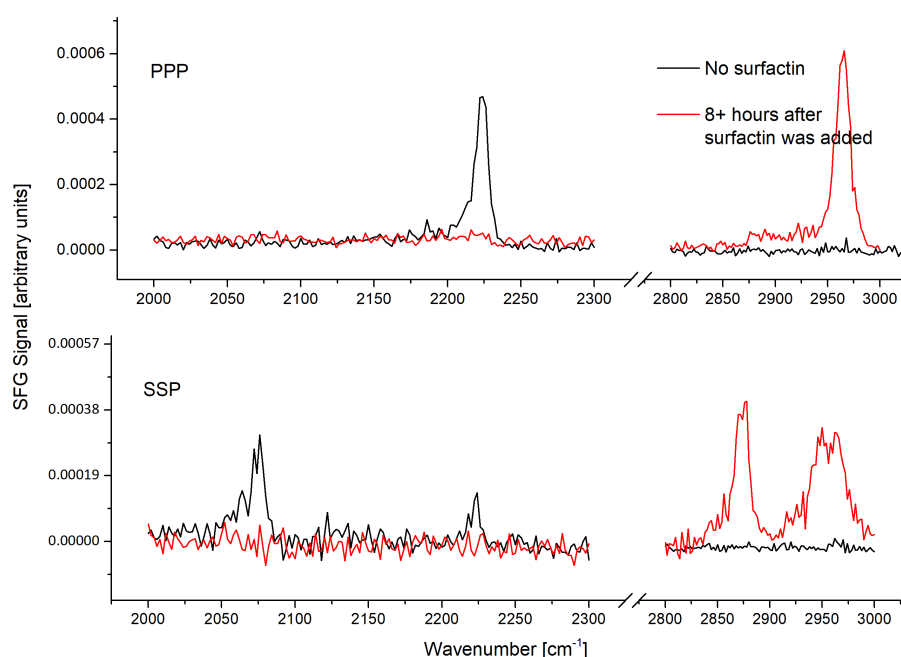 PPP
No surfactin
8+ hours after
surfactin was added
0.0006
0.0004
0.0002
0.0000
2000 2050 2100 2150 2200 2250 2300 2800 2850 2900 2950 3000
SFG Signal [arbitrary units]
SSP
0.00057
0.00038
0.00019
0.00000
2000 2050 2100 2150 2200 2250 2300 2800 2850 2900 2950 3000
Wavenumber [cm⁻¹]